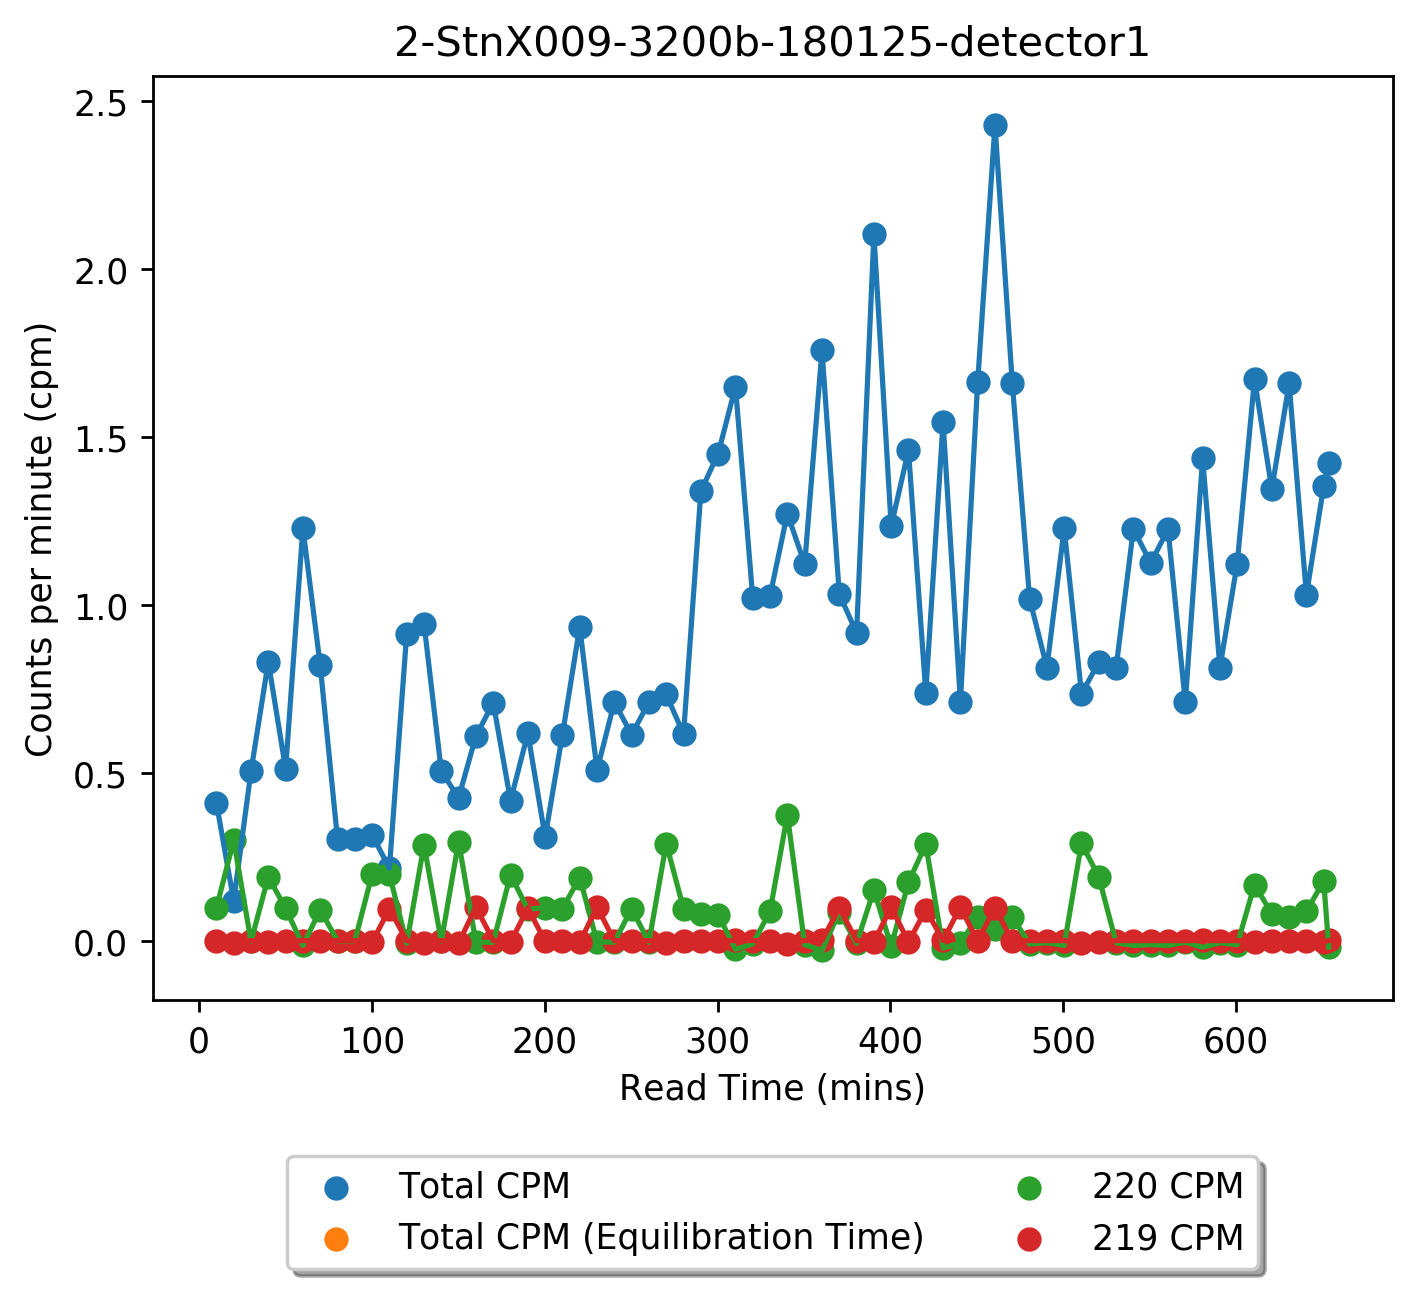 2-StnX009-3200b-180125-detector1
2.5
2.0
1.5
1.0
0.5
0.0
Counts per minute (cpm)
0 100 200 300 400 500 600
Read Time (mins)
Total CPM 220 CPM
Total CPM (Equilibration Time) 219 CPM